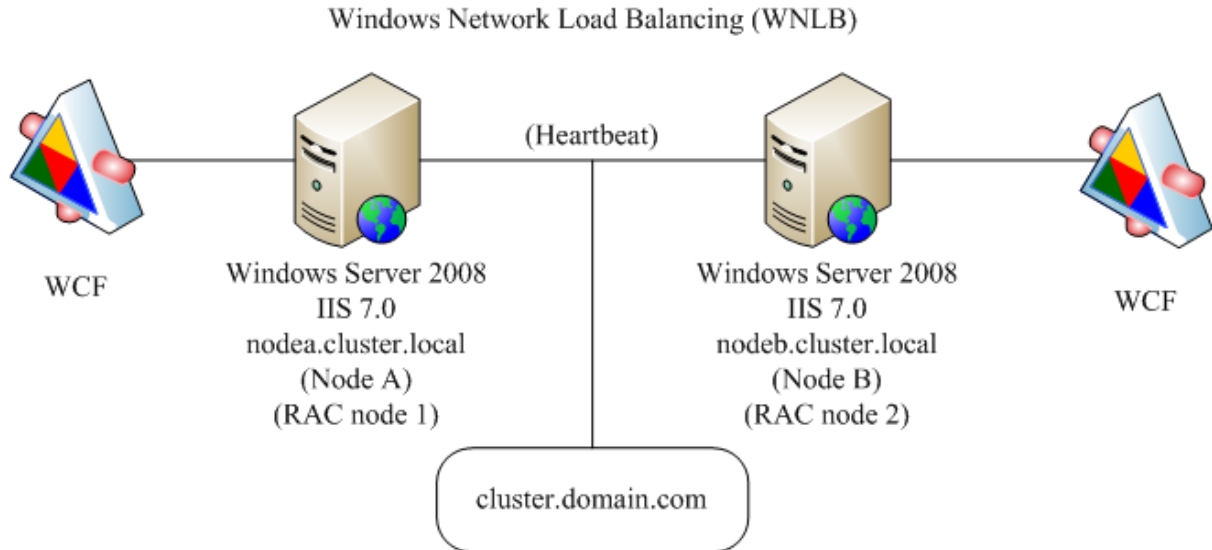 Windows Network Load Balancing (WNLB)
(Heartbeat)
WCF
Windows Server 2008
IIS 7.0
nodea.cluster.local
(Node A)
(RAC node 1)
Windows Server 2008
IIS 7.0
nodeb.cluster.local
(Node B)
(RAC node 2)
WCF
cluster.domain.com